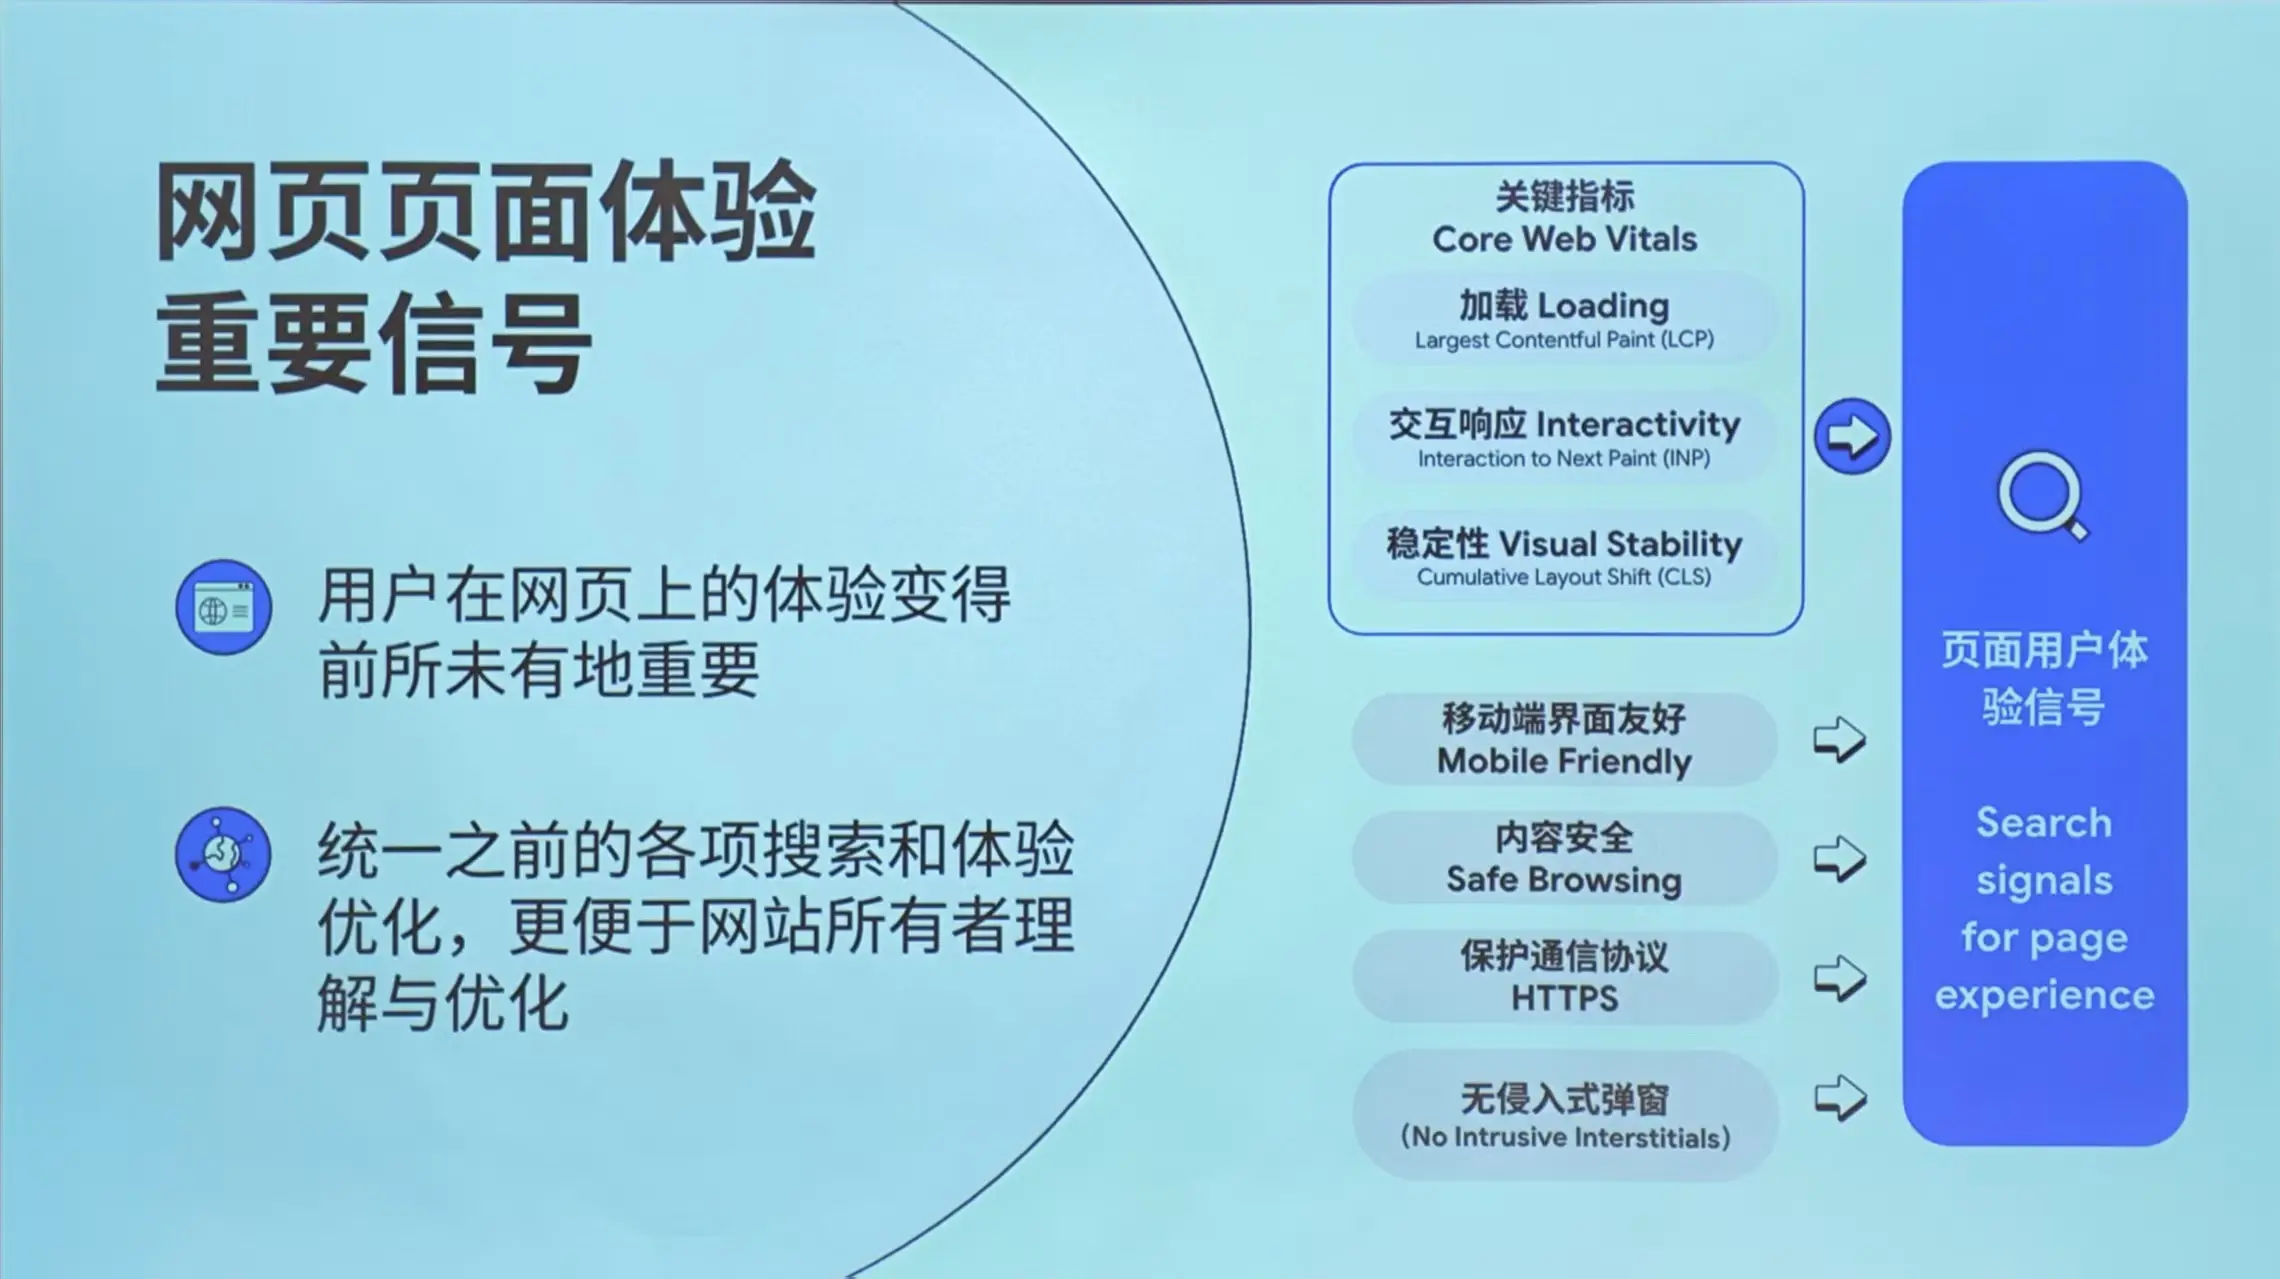 网页页面体验
重要信号
用户在网页上的体验变得
前所未有地重要
统一之前的各项搜索和体验
优化，更便于网站所有者理
解与优化
关键指标
Core Web Vitals
加载 Loading
Largest Contentful Paint (LCP)
交互响应 Interactivity
Interaction to Next Paint (INP)
稳定性 Visual Stability
Cumulative Layout Shift (CLS)
移动端界面友好
Mobile Friendly
内容安全
Safe Browsing
保护通信协议
HTTPS
无侵入式弹窗
（No Intrusive Interstitials）
页面用户体
验信号
Search
signals
for page
experience